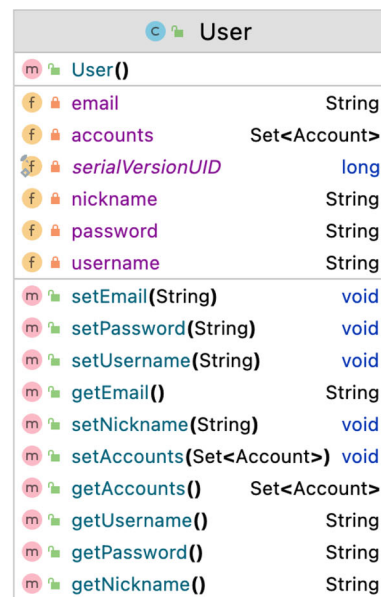 User
User()
email String
accounts Set<Account>
serialVersionUID long
nickname String
password String
username String
setEmail(String) void
setPassword(String) void
setUsername(String) void
getEmail() String
setNickname(String) void
setAccounts(Set<Account>) void
getAccounts() Set<Account>
getUsername() String
getPassword() String
getNickname() String